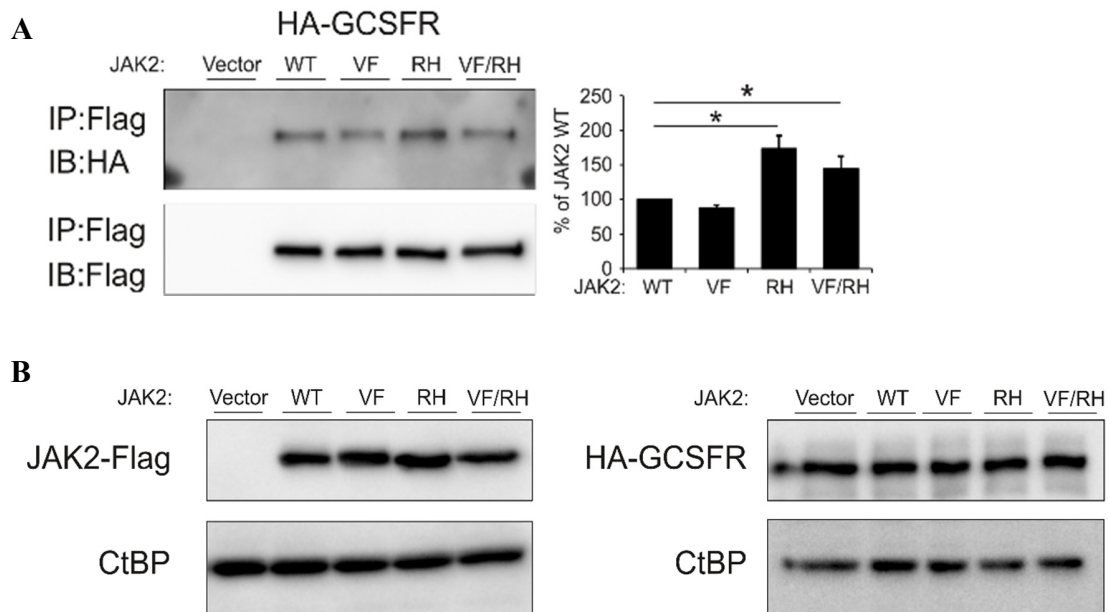 A
HA-GCSFR
JAK2: Vector WT VF RH VF/RH
IP:Flag
IB:HA
IP:Flag
IB:Flag
% of JAK2 WT
250
200
150
100
50
0
* *
JAK2: WT VF RH VF/RH
B
JAK2: Vector WT VF RH VF/RH
JAK2-Flag
CtBP
JAK2: Vector WT VF RH VF/RH
HA-GCSFR
CtBP